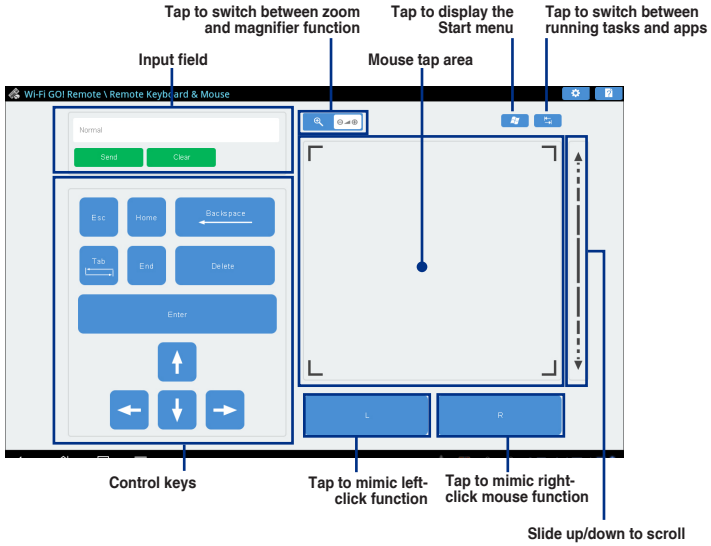 Tap to switch between zoom
and magnifier function
Tap to display the
Start menu
Tap to switch between
running tasks and apps
Input field
Mouse tap area
Wi-Fi GO! Remote \ Remote Keyboard & Mouse
Normal
Send
Clear
Esc
Home
Backspace
Tab
End
Delete
Enter
L
R
Control keys
Tap to mimic left-
click function
Tap to mimic right-
click mouse function
Slide up/down to scroll